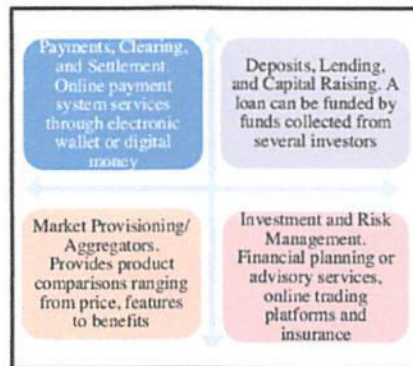 Payments, Clearing,
and Settlement.
Online payment
system services
through electronic
wallet or digital
money
Deposits, Lending,
and Capital Raising. A
loan can be funded by
funds collected from
several investors
Market Provisioning/
Aggregators.
Provides product
comparisons ranging
from price, features
to benefits
Investment and Risk
Management.
Financial planning or
advisory services,
online trading
platforms and
insurance